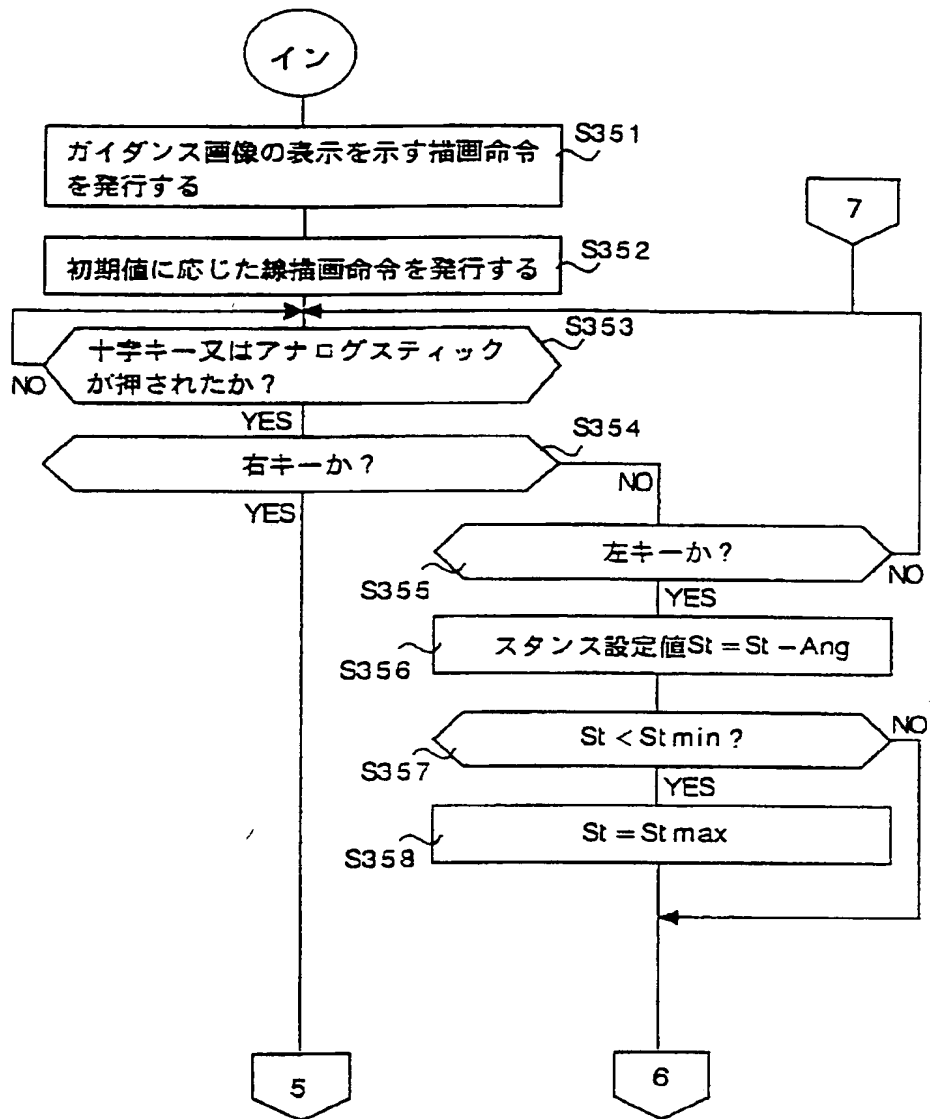 イン
S351
ガイダンス画像の表示を示す描画命令
を発行する
7
S352
初期値に応じた線描画命令を発行する
S353
十字キー又はアナログスティック
が押されたか？
NO
YES
S354
右キーか？
NO
YES
左キーか？
NO
S355
YES
スタンス設定値St＝St－Ang
S356
NO
St＜Stmin？
S357
YES
St＝Stmax
S358
5
6